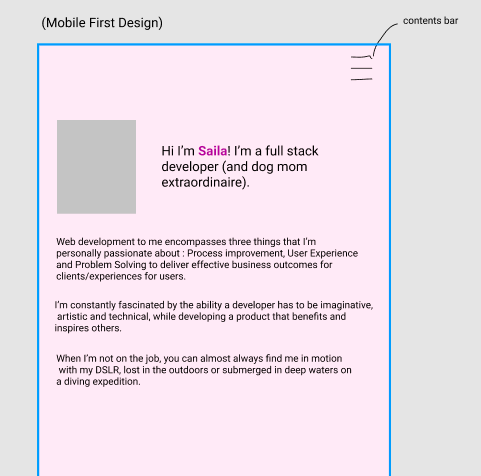 (Mobile First Design)
contents bar
Hi I’m Saila! I’m a full stack
developer (and dog mom
extraordinaire).
Web development to me encompasses three things that I’m
personally passionate about : Process improvement, User Experience
and Problem Solving to deliver effective business outcomes for
clients/experiences for users.
I’m constantly fascinated by the ability a developer has to be imaginative,
artistic and technical, while developing a product that benefits and
inspires others.
When I’m not on the job, you can almost always find me in motion
with my DSLR, lost in the outdoors or submerged in deep waters on
a diving expedition.